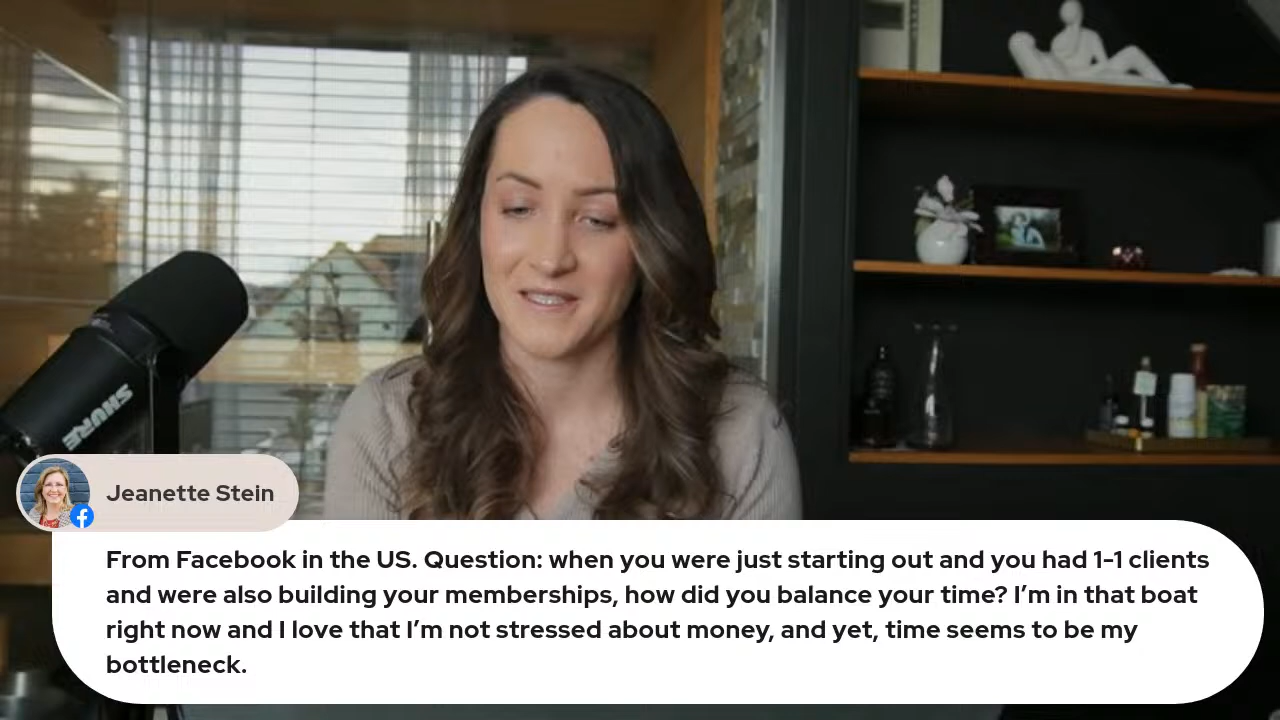 SHURE
Jeanette Stein
From Facebook in the US. Question: when you were just starting out and you had 1-1 clients
and were also building your memberships, how did you balance your time? I’m in that boat
right now and I love that I’m not stressed about money, and yet, time seems to be my
bottleneck.